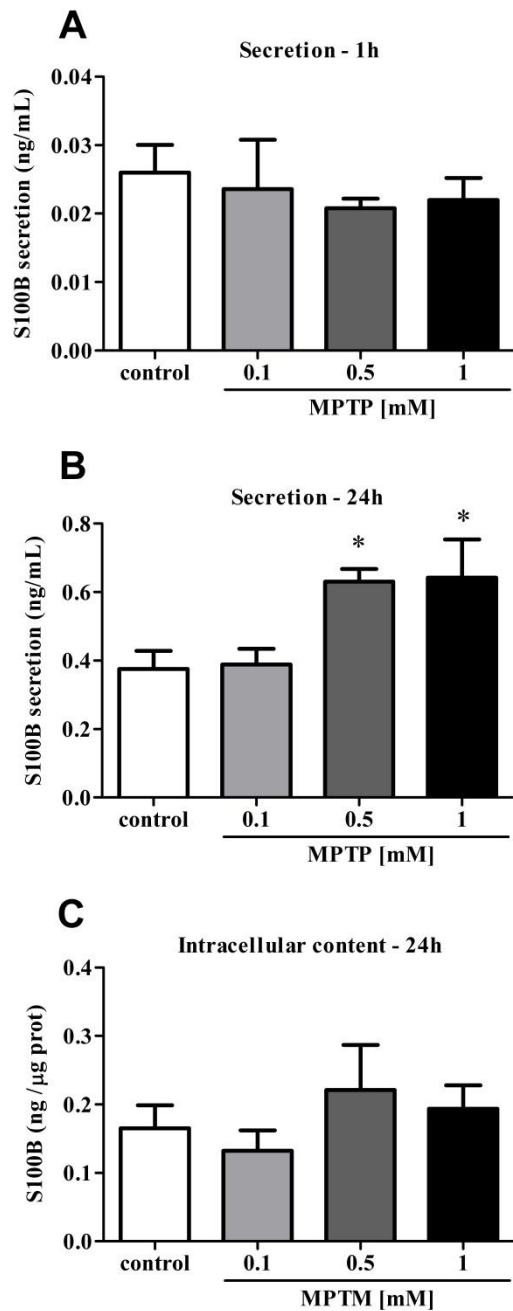 A
Secretion - 1h
S100B secretion (ng/mL)
0.04
0.03
0.02
0.01
0.00
control 0.1 0.5 1
MPTP [mM]
B
Secretion - 24h
S100B secretion (ng/mL)
0.8
0.6
0.4
0.2
0.0
* *
control 0.1 0.5 1
MPTP [mM]
C
Intracellular content - 24h
S100B (ng /µg prot)
0.4
0.3
0.2
0.1
0.0
control 0.1 0.5 1
MPTM [mM]